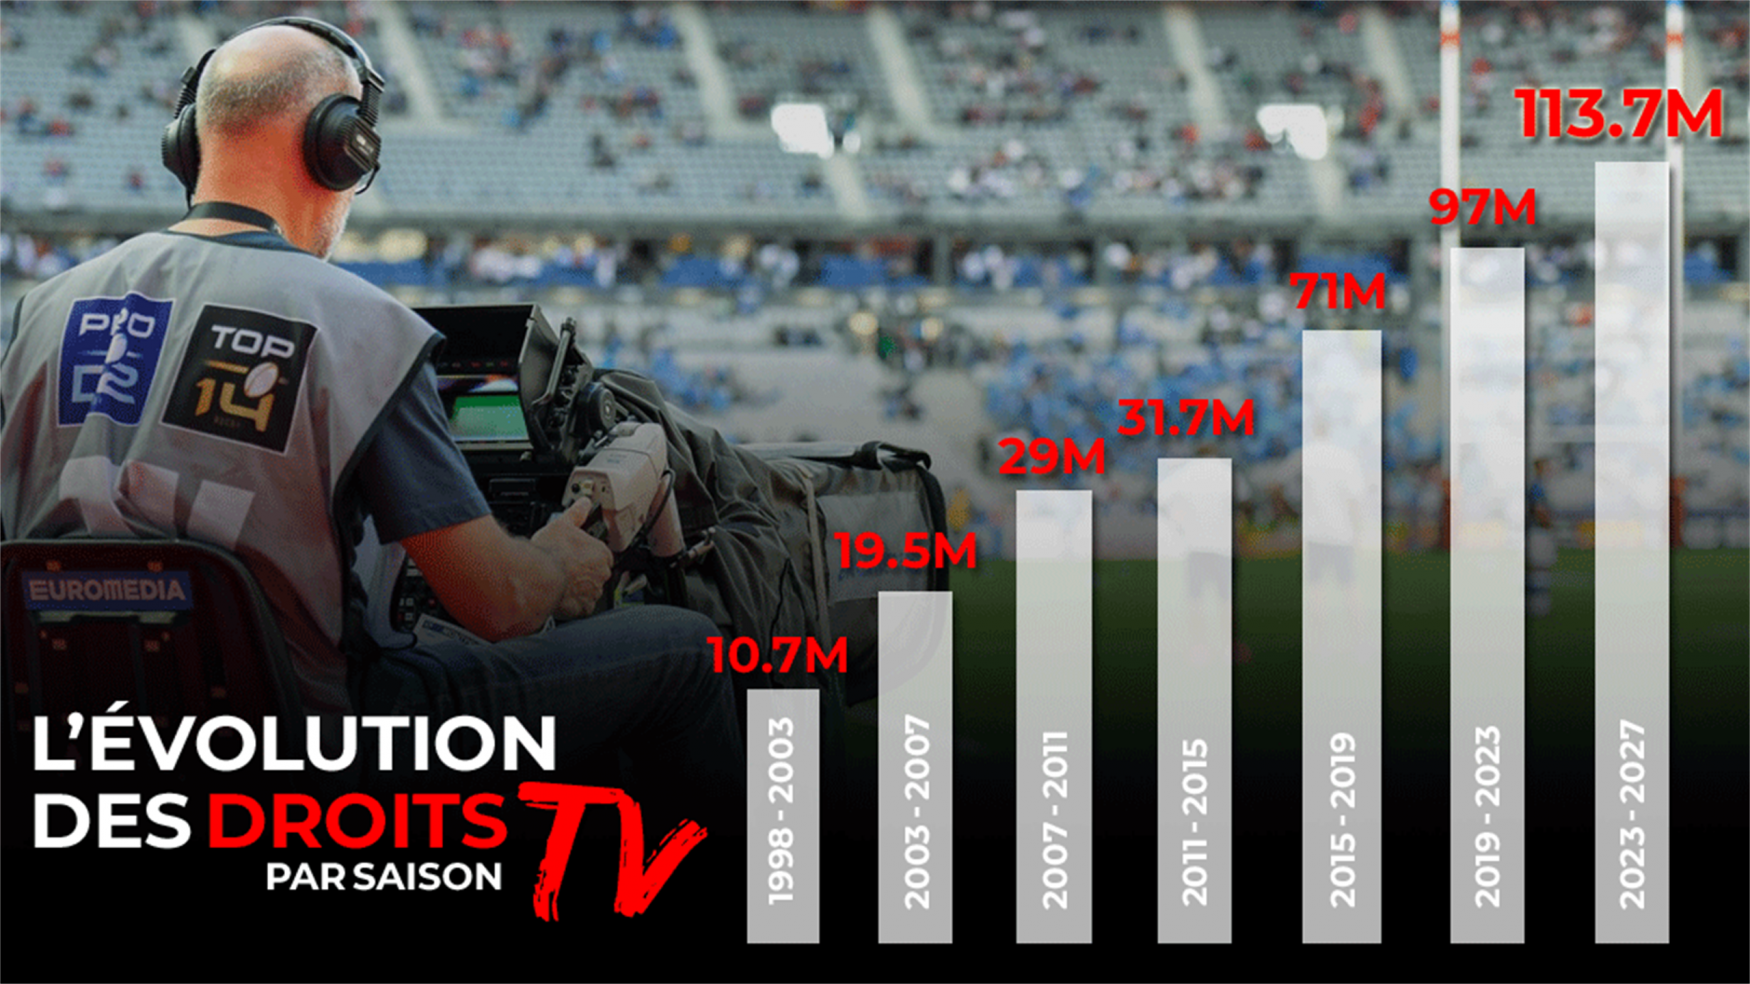 PRO
D2
TOP
14
RUGBY
EUROMEDIA
L'ÉVOLUTION
DES DROITS TV
PAR SAISON
10.7M
19.5M
29M
31.7M
71M
97M
113.7M
1998 - 2003
2003 - 2007
2007 - 2011
2011 - 2015
2015 - 2019
2019 - 2023
2023 - 2027